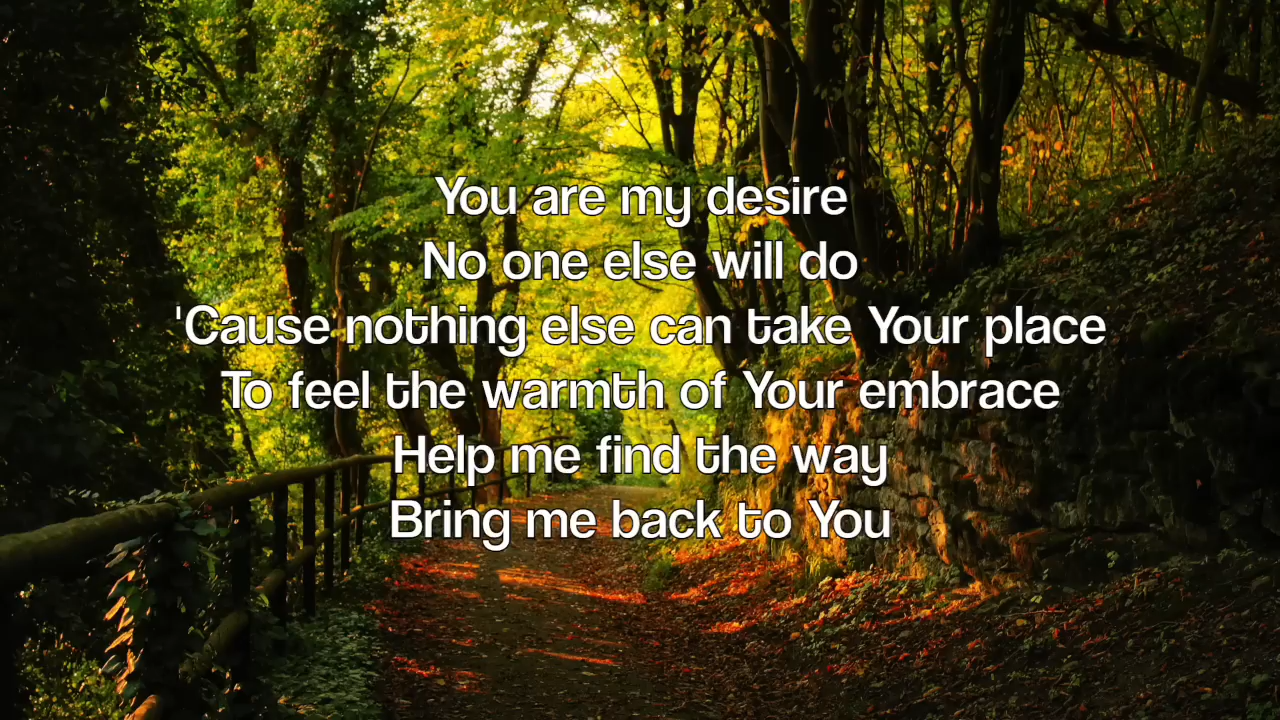 You are my desire
No one else will do
'Cause nothing else can take Your place
To feel the warmth of Your embrace
Help me find the way
Bring me back to You